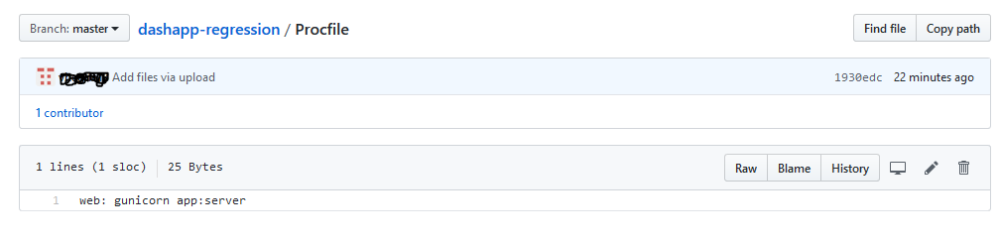 Branch: master
dashapp-regression / Procfile
Find file
Copy path
Add files via upload
1930edc
22 minutes ago
1 contributor
1 lines (1 sloc)
25 Bytes
Raw
Blame
History
1 web: gunicorn app:server